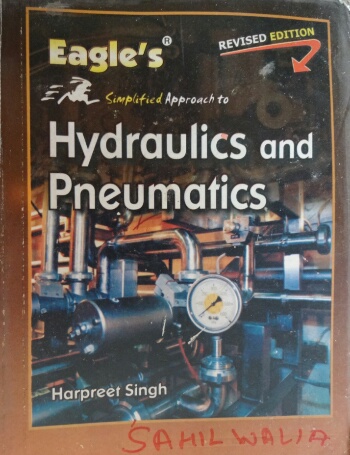 Eagle's®
REVISED EDITION
Simplified Approach to
Hydraulics and
Pneumatics
Harpreet Singh
SAHIL WALIA